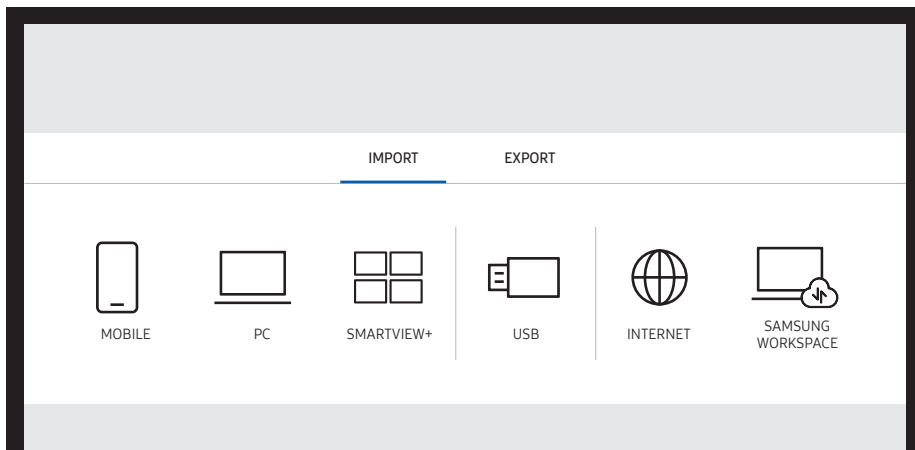 IMPORT EXPORT
MOBILE PC SMARTVIEW+ USB INTERNET SAMSUNG
WORKSPACE